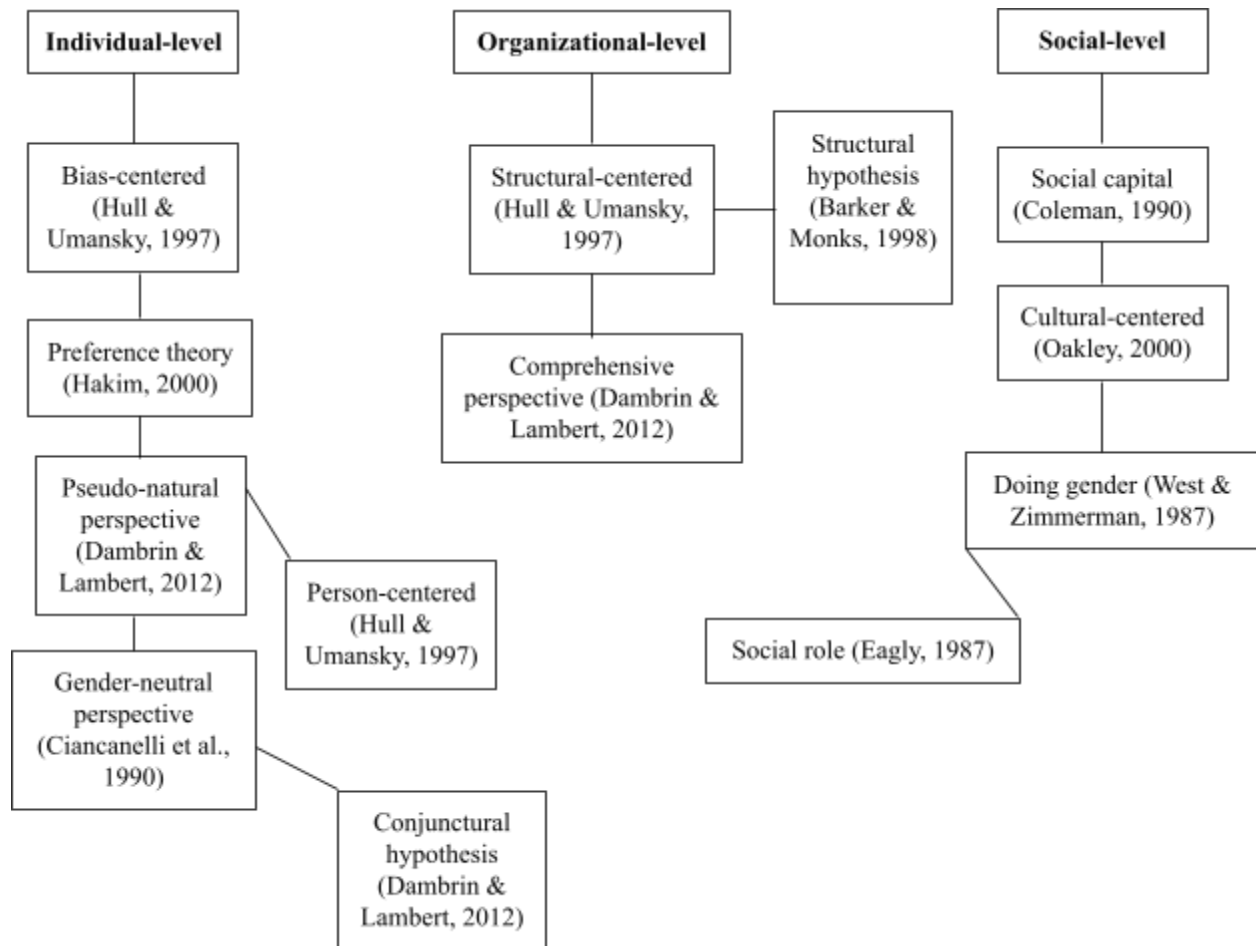 Individual-level
Bias-centered
(Hull &
Umansky, 1997)
Preference theory
(Hakim, 2000)
Pseudo-natural
perspective
(Dambrin &
Lambert, 2012)
Person-centered
(Hull &
Umansky, 1997)
Gender-neutral
perspective
(Ciancanelli et al.,
1990)
Conjunctural
hypothesis
(Dambrin &
Lambert, 2012)
Organizational-level
Structural-centered
(Hull & Umansky,
1997)
Structural
hypothesis
(Barker &
Monks, 1998)
Comprehensive
perspective (Dambrin &
Lambert, 2012)
Social-level
Social capital
(Coleman, 1990)
Cultural-centered
(Oakley, 2000)
Doing gender (West &
Zimmerman, 1987)
Social role (Eagly, 1987)